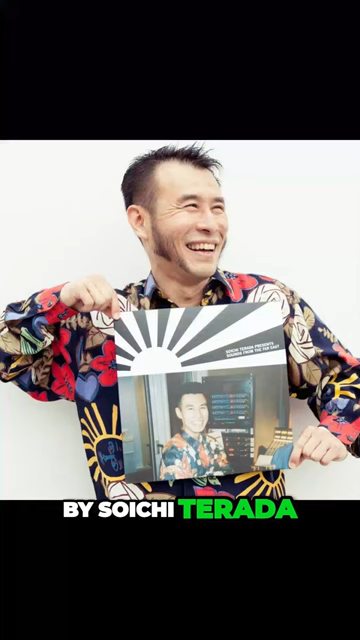 SOICHI TERADA PRESENTS
SOUNDS FROM THE FAR EAST
BY SOICHI TERADA